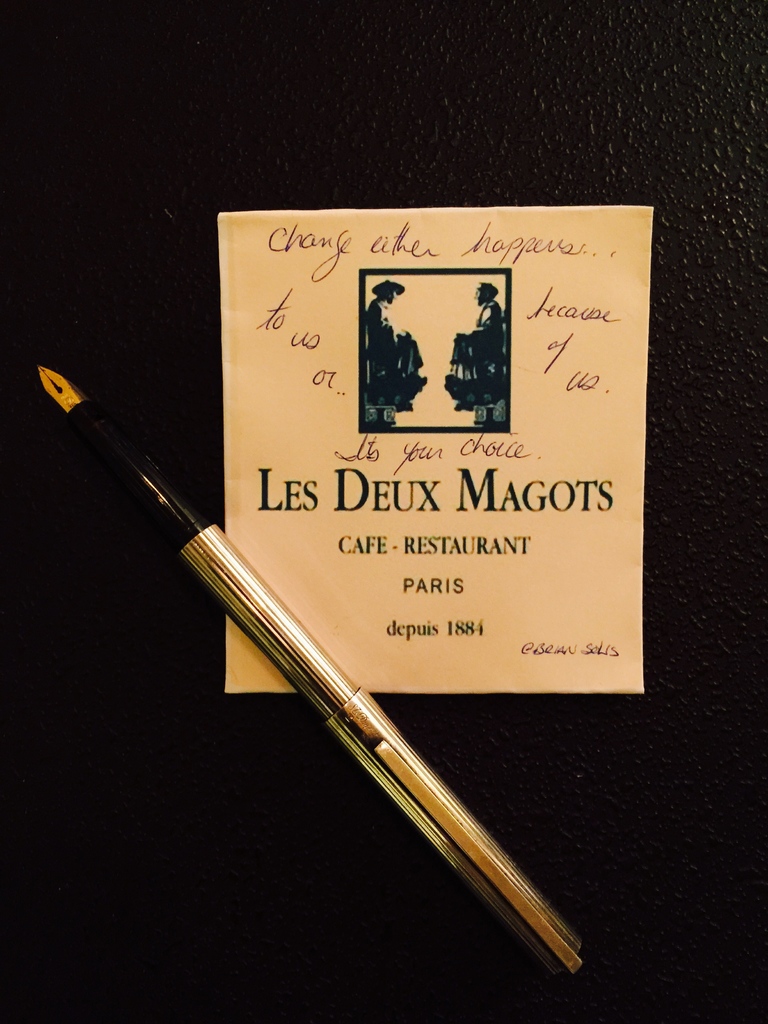 Change either happens...
to us or..
because of us.
It's your choice.
LES DEUX MAGOTS
CAFE - RESTAURANT
PARIS
depuis 1884
@BRIAN SOLIS